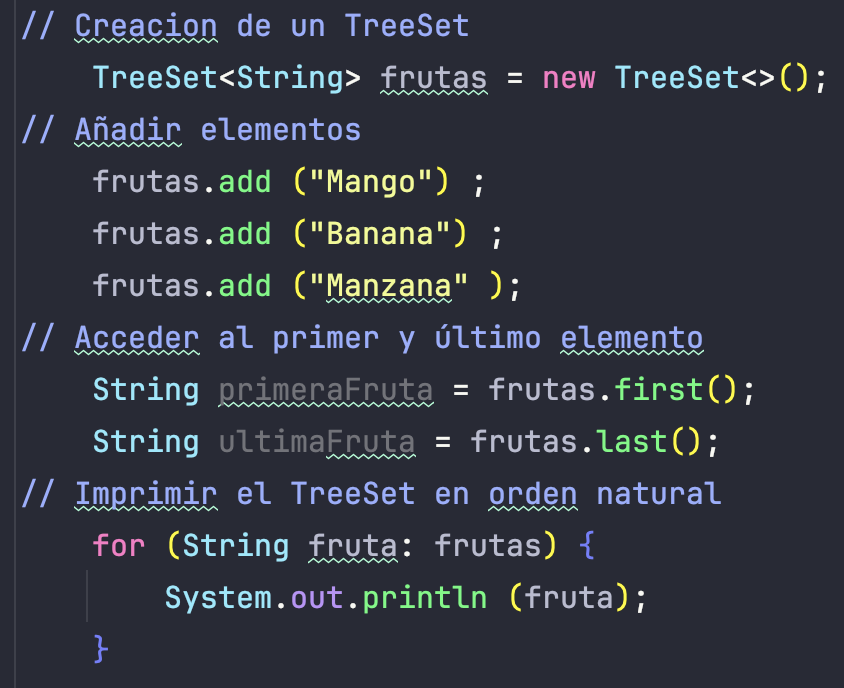 // Creacion de un TreeSet
TreeSet<String> frutas = new TreeSet<>();
// Añadir elementos
frutas.add ("Mango") ;
frutas.add ("Banana") ;
frutas.add ("Manzana" );
// Acceder al primer y último elemento
String primeraFruta = frutas.first();
String ultimaFruta = frutas.last();
// Imprimir el TreeSet en orden natural
for (String fruta: frutas) {
System.out.println (fruta);
}